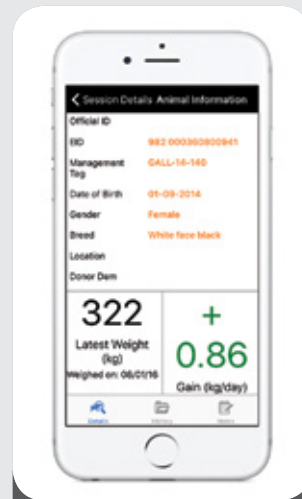 Session Details Animal Information
Official ID
EID 982 000360800941
Management Tag CALL-14-140
Date of Birth 01-09-2014
Gender Female
Breed White face black
Location
Donor Dam
322
Latest Weight
(kg)
Weighed on: 06/01/16
+
0.86
Gain (kg/day)
Details History Notes